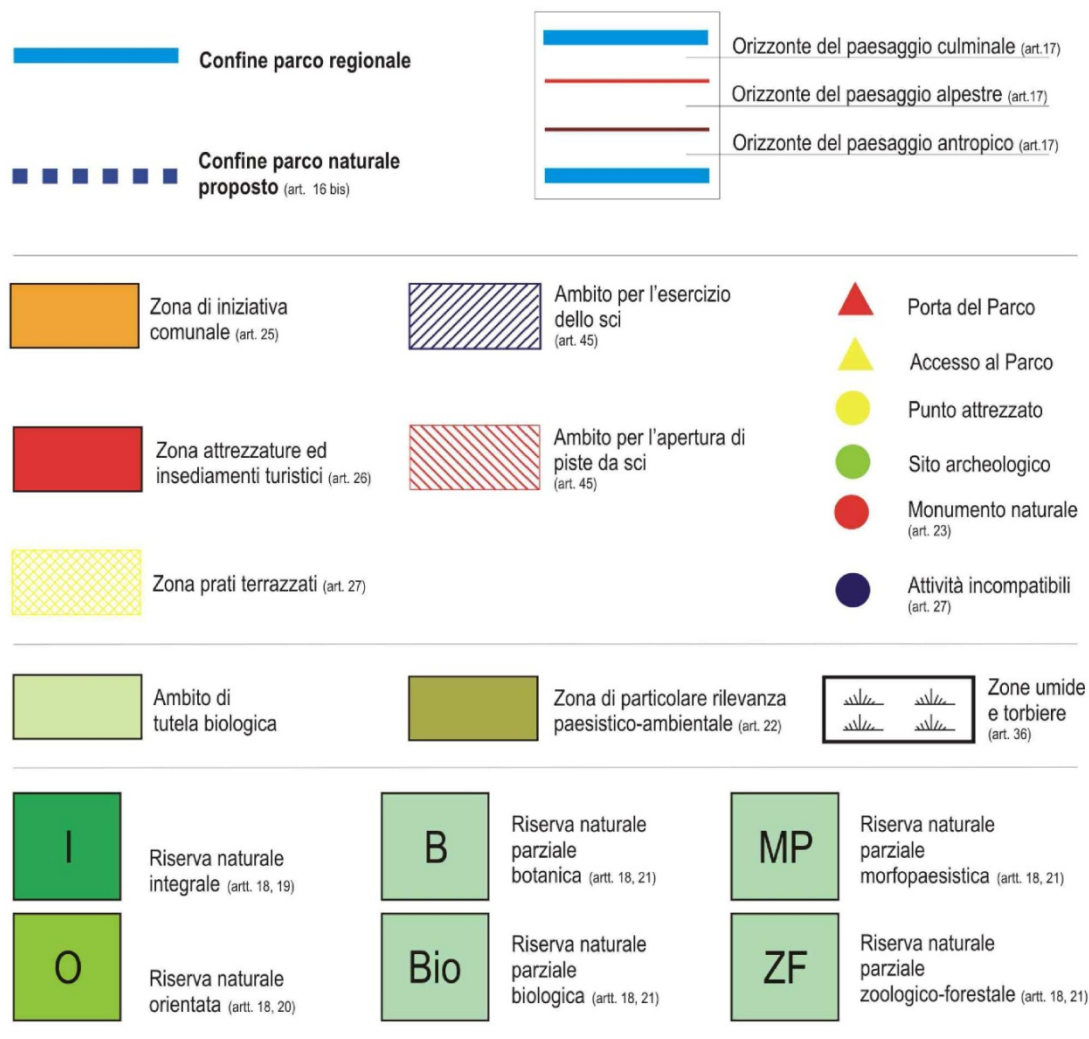 Confine parco regionale
Confine parco naturale
proposto (art. 16 bis)
Orizzonte del paesaggio culminale (art.17)
Orizzonte del paesaggio alpestre (art.17)
Orizzonte del paesaggio antropico (art.17)
Zona di iniziativa
comunale (art. 25)
Zona attrezzature ed
insediamenti turistici (art. 26)
Zona prati terrazzati (art. 27)
Ambito per l'esercizio
dello sci
(art. 45)
Ambito per l'apertura di
piste da sci
(art. 45)
Porta del Parco
Accesso al Parco
Punto attrezzato
Sito archeologico
Monumento naturale
(art. 23)
Attività incompatibili
(art. 27)
Ambito di
tutela biologica
Zona di particolare rilevanza
paesistico-ambientale (art. 22)
Zone umide
e torbiere
(art. 36)
I
Riserva naturale
integrale (artt. 18, 19)
B
Riserva naturale
parziale
botanica (artt. 18, 21)
MP
Riserva naturale
parziale
morfopaesistica (artt. 18, 21)
O
Riserva naturale
orientata (artt. 18, 20)
Bio
Riserva naturale
parziale
biologica (artt. 18, 21)
ZF
Riserva naturale
parziale
zoologico-forestale (artt. 18, 21)